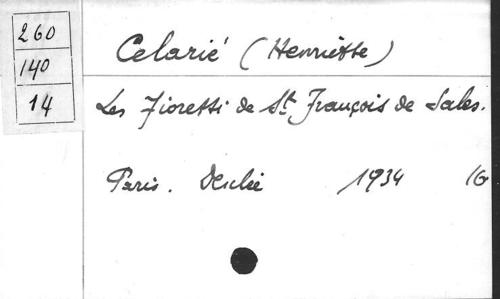 260
140
14
Celarié (Henriette)
Les Fioretti de St. François de Sales.
Paris. Desclée 1934 16